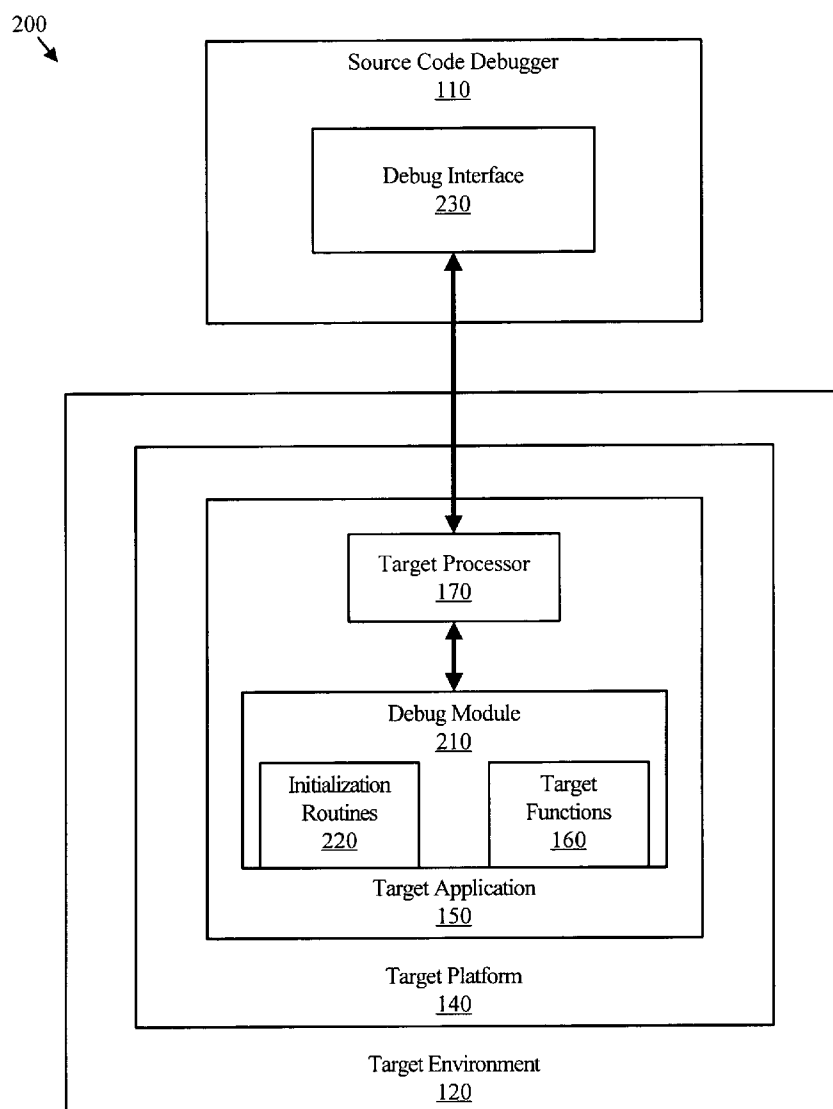 200
Source Code Debugger
110
Debug Interface
230
Target Processor
170
Debug Module
210
Initialization
Routines
220
Target
Functions
160
Target Application
150
Target Platform
140
Target Environment
120